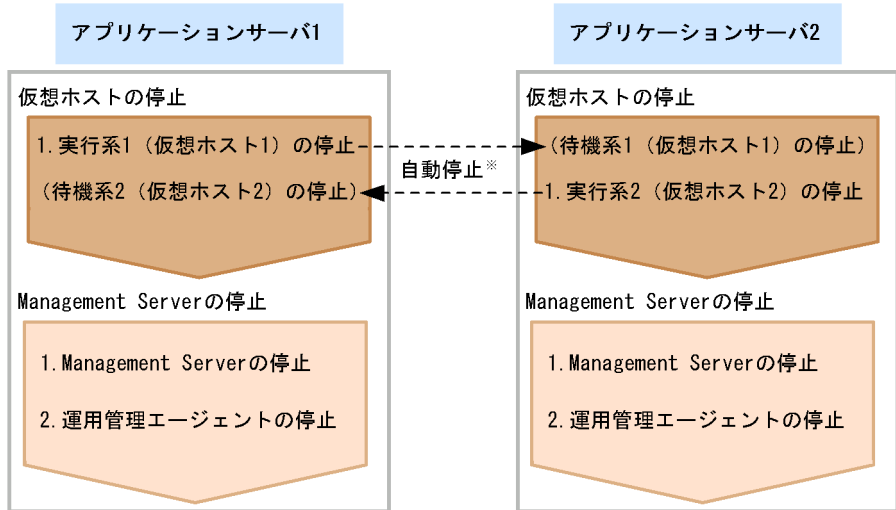 アプリケーションサーバ1
アプリケーションサーバ2
仮想ホストの停止
1.実行系1（仮想ホスト1）の停止
(待機系2（仮想ホスト2）の停止)
自動停止※
仮想ホストの停止
(待機系1（仮想ホスト1）の停止)
1.実行系2（仮想ホスト2）の停止
Management Serverの停止
1.Management Serverの停止
2.運用管理エージェントの停止
Management Serverの停止
1.Management Serverの停止
2.運用管理エージェントの停止